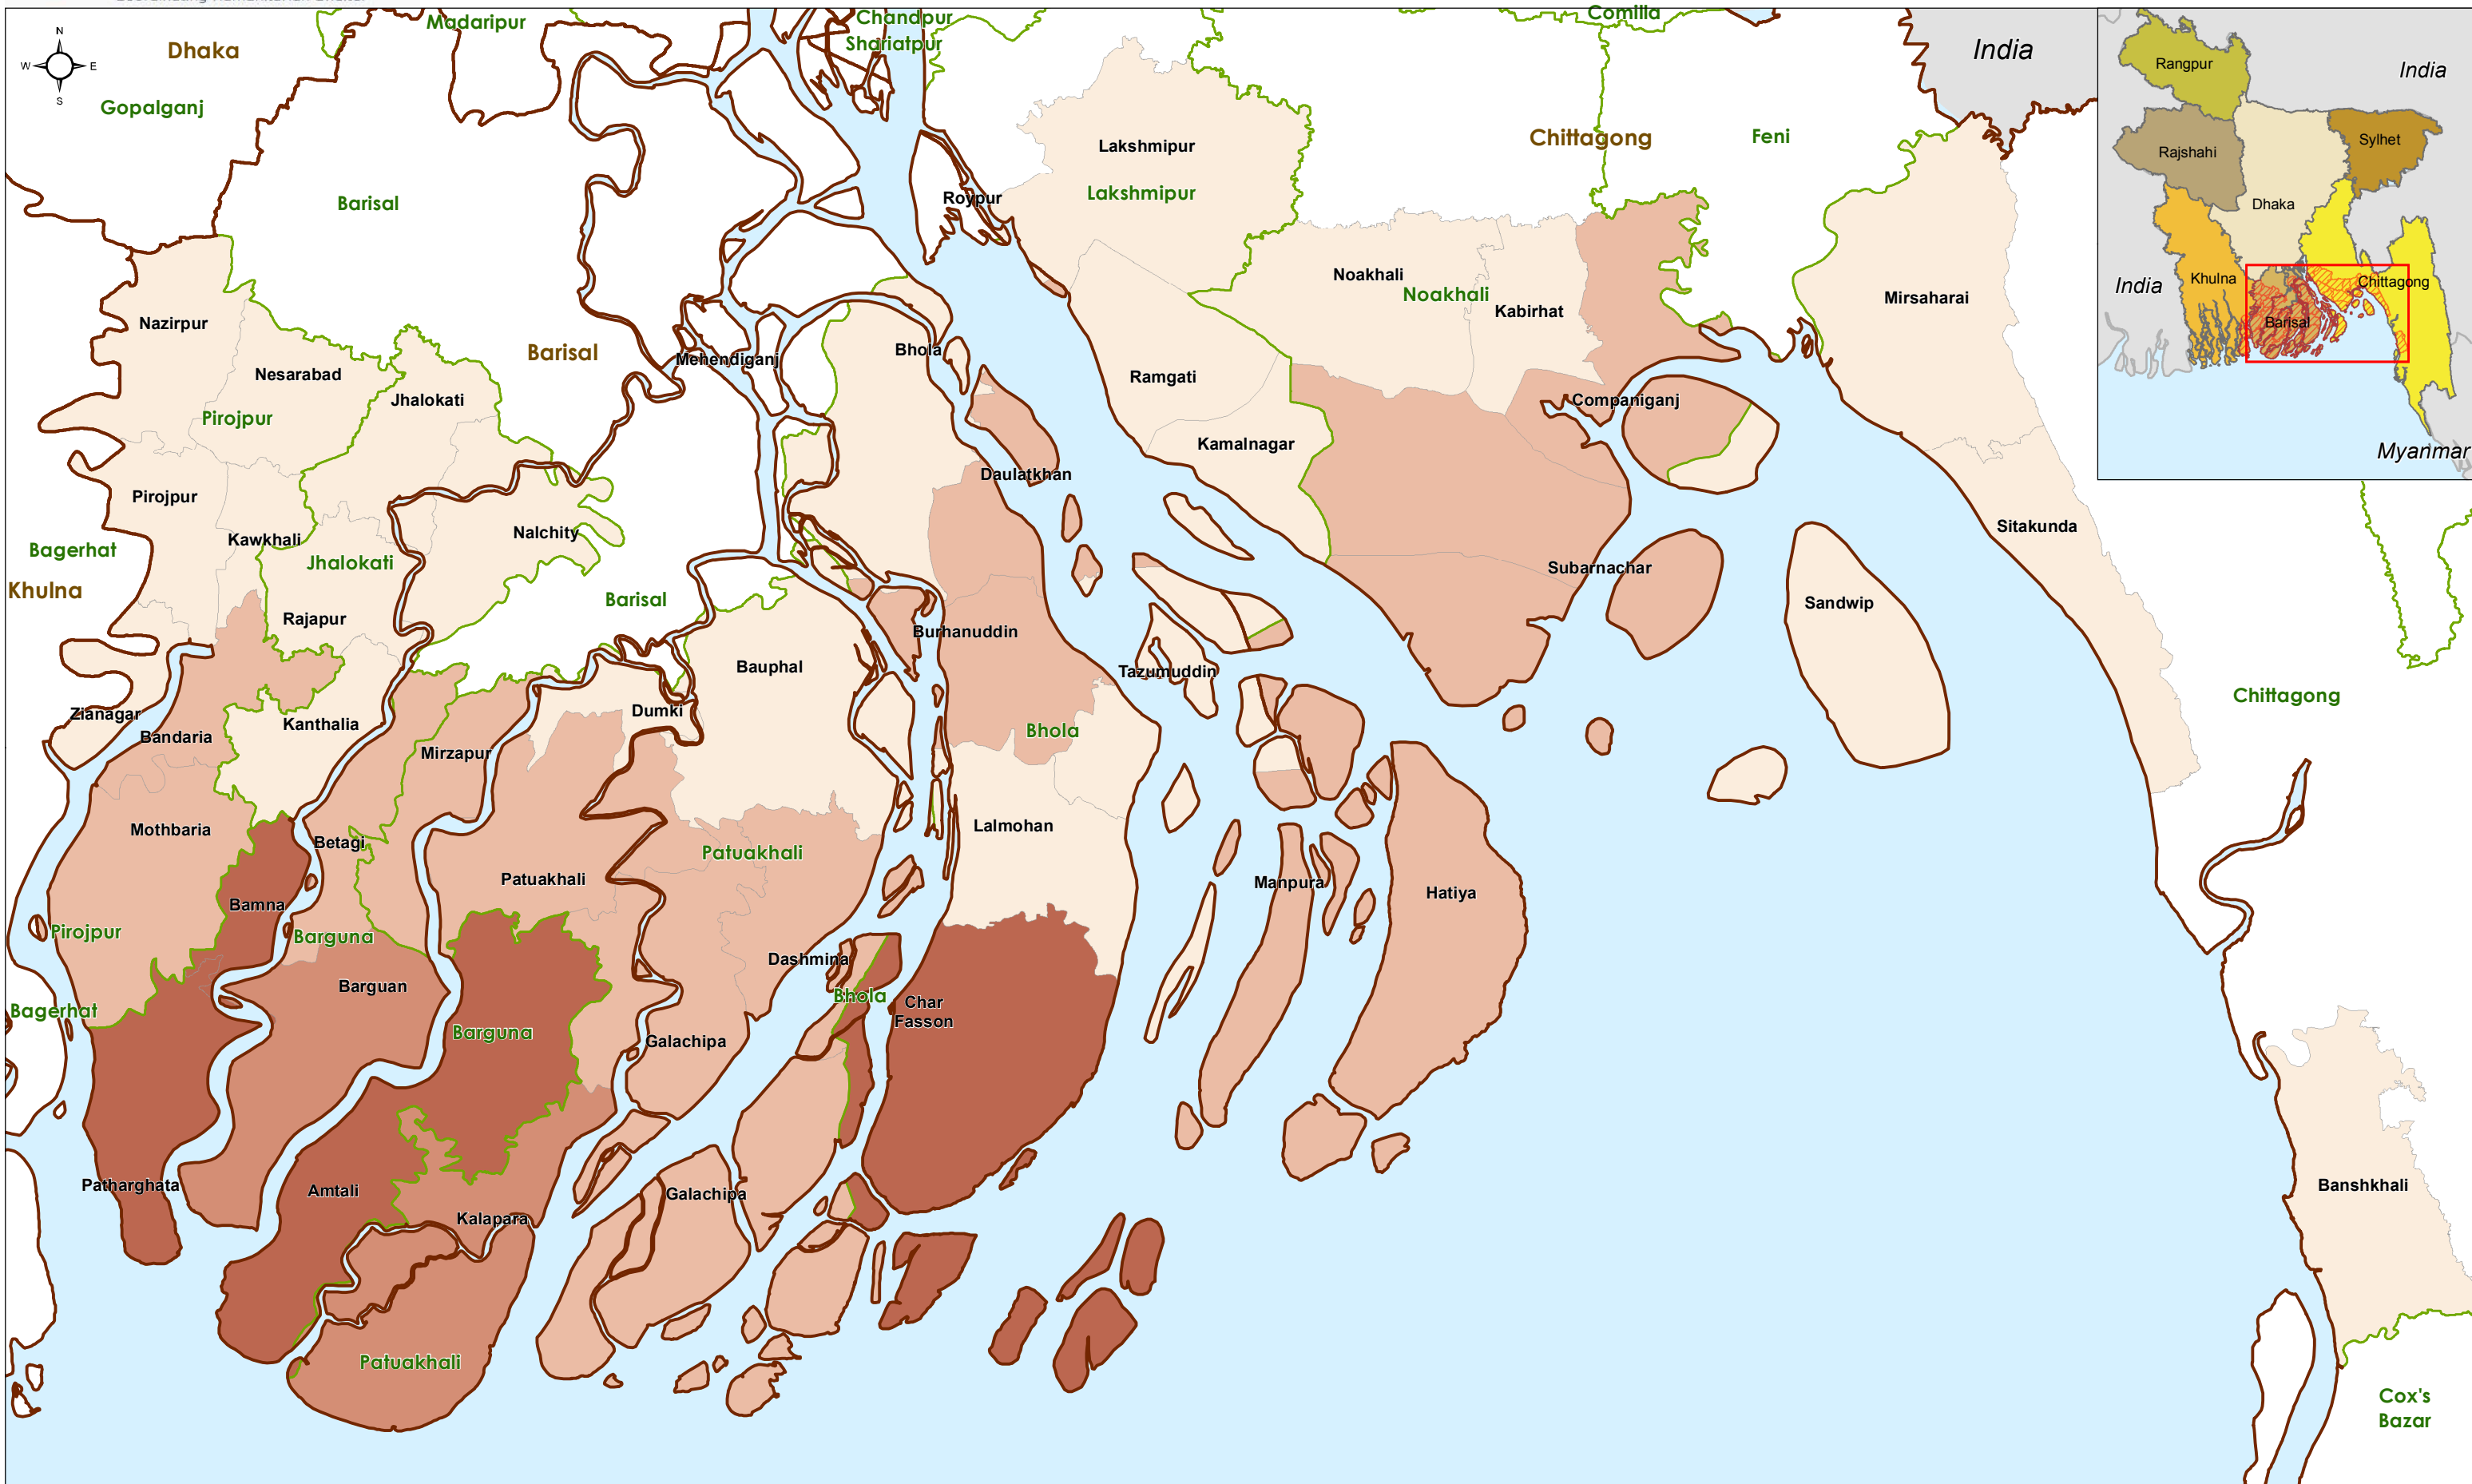 Coordinating Humanitarian
N
W
E
S
Dhaka
Madaripur
Chandpur
Shariatpur
Comilla
India
Gopalganj
Barisal
Lakshmipur
Lakshmipur
Roypur
Chittagong
Feni
Noakhali
Noakhali
Kabirhat
Mirsaharai
Nazirpur
Nesarabad
Pirojpur
Jhalokati
Barisal
Mehendiganj
Bhola
Ramgati
Companiganj
Kamalnagar
Daulatkhan
Pirojpur
Kawkhali
Nalchity
Bagerhat
Khulna
Jhalokati
Rajapur
Barisal
Sitakunda
Subarnachar
Sandwip
Burhanuddin
Bauphal
Tazumuddin
Zianagar
Bandaria
Kanthalia
Mirzapur
Dumki
Bhola
Chittagong
Mothbaria
Betagi
Patuakhali
Lalmohan
Patuakhali
Manpura
Hatiya
Bamna
Pirojpur
Barguna
Dashmina
Barguan
Bhola
Char
Fasson
Bagerhat
Barguna
Galachipa
Patharghata
Amtali
Galachipa
Kalapara
Banshkhali
Patuakhali
Cox's
Bazar
Rangpur
India
Rajshahi
Sylhet
Dhaka
India
Khulna
Chittagong
Barisal
Myanmar